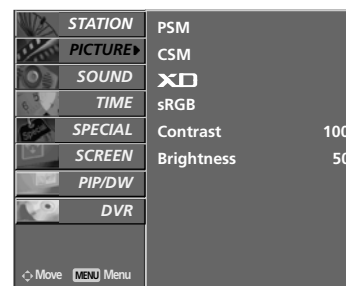 STATION
PICTURE
SOUND
TIME
SPECIAL
SCREEN
PIP/DW
DVR
Move MENU Menu
PSM
CSM
XD
sRGB
Contrast 100
Brightness 50